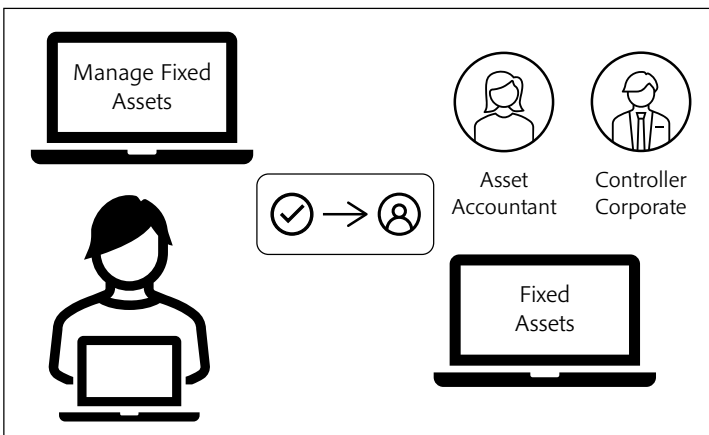 Manage Fixed
Assets
Asset
Accountant
Controller
Corporate
Fixed
Assets